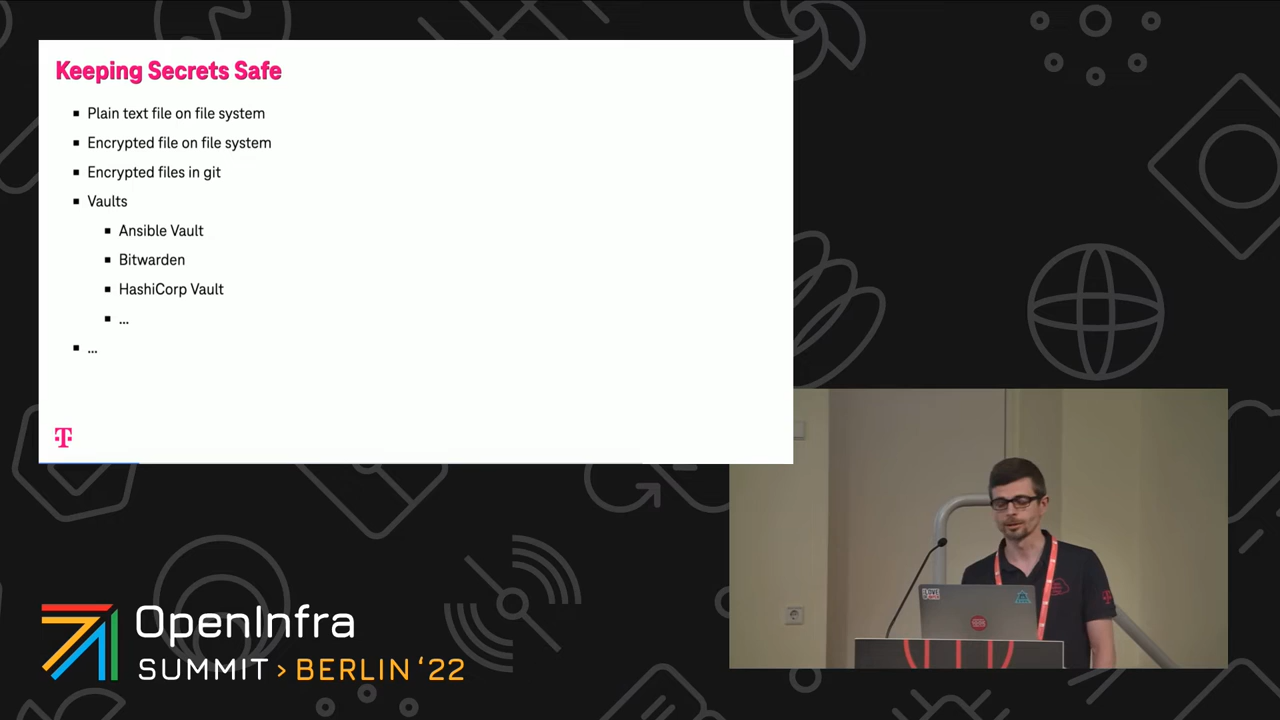 Keeping Secrets Safe
Plain text file on file system
Encrypted file on file system
Encrypted files in git
Vaults
Ansible Vault
Bitwarden
HashiCorp Vault
...
...
T
OpenInfra
SUMMIT > BERLIN '22